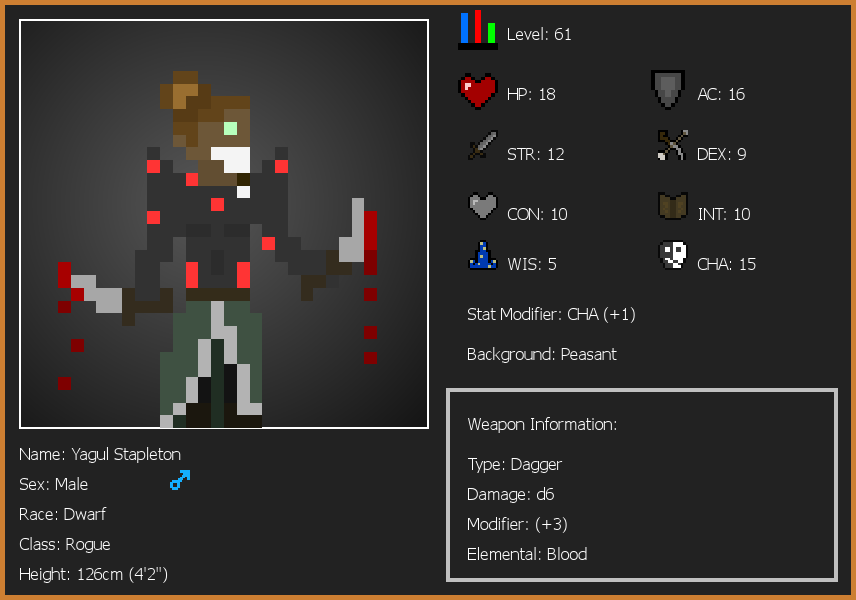 Level: 61
HP: 18
AC: 16
STR: 12
DEX: 9
CON: 10
INT: 10
WIS: 5
CHA: 15
Stat Modifier: CHA (+1)
Background: Peasant
Weapon Information:
Type: Dagger
Damage: d6
Modifier: (+3)
Elemental: Blood
Name: Yagul Stapleton
Sex: Male
Race: Dwarf
Class: Rogue
Height: 126cm (4'2")